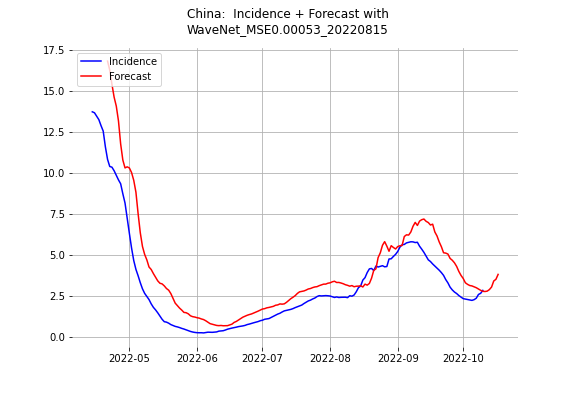 China:  Incidence + Forecast with
WaveNet_MSE0.00053_20220815
17.5
Incidence
Forecast
15.0
12.5
10.0
7.5
5.0
2.5
0.0
2022-05 2022-06 2022-07 2022-08 2022-09 2022-10